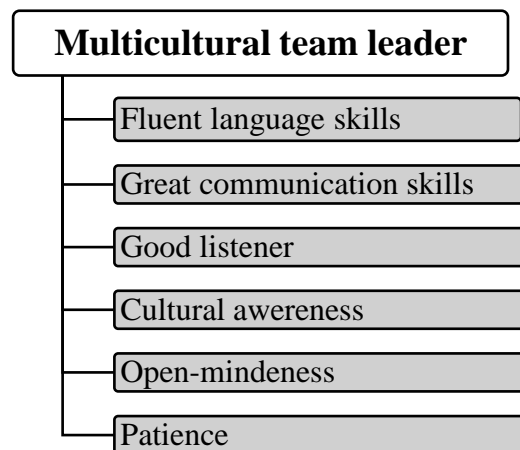 Multicultural team leader
Fluent language skills
Great communication skills
Good listener
Cultural awereness
Open-mindeness
Patience